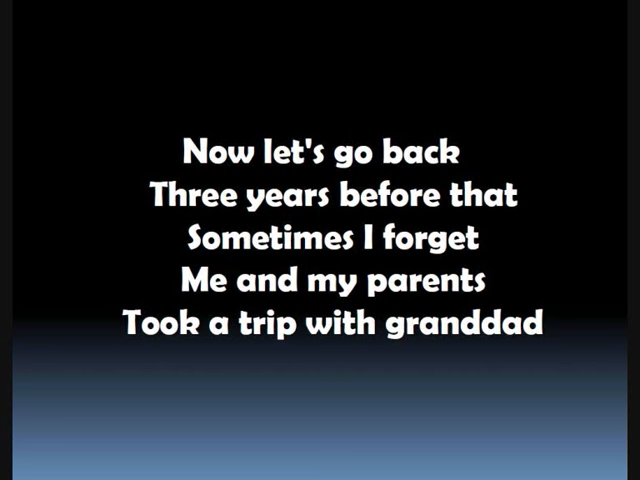 Now let's go back
Three years before that
Sometimes I forget
Me and my parents
Took a trip with granddad